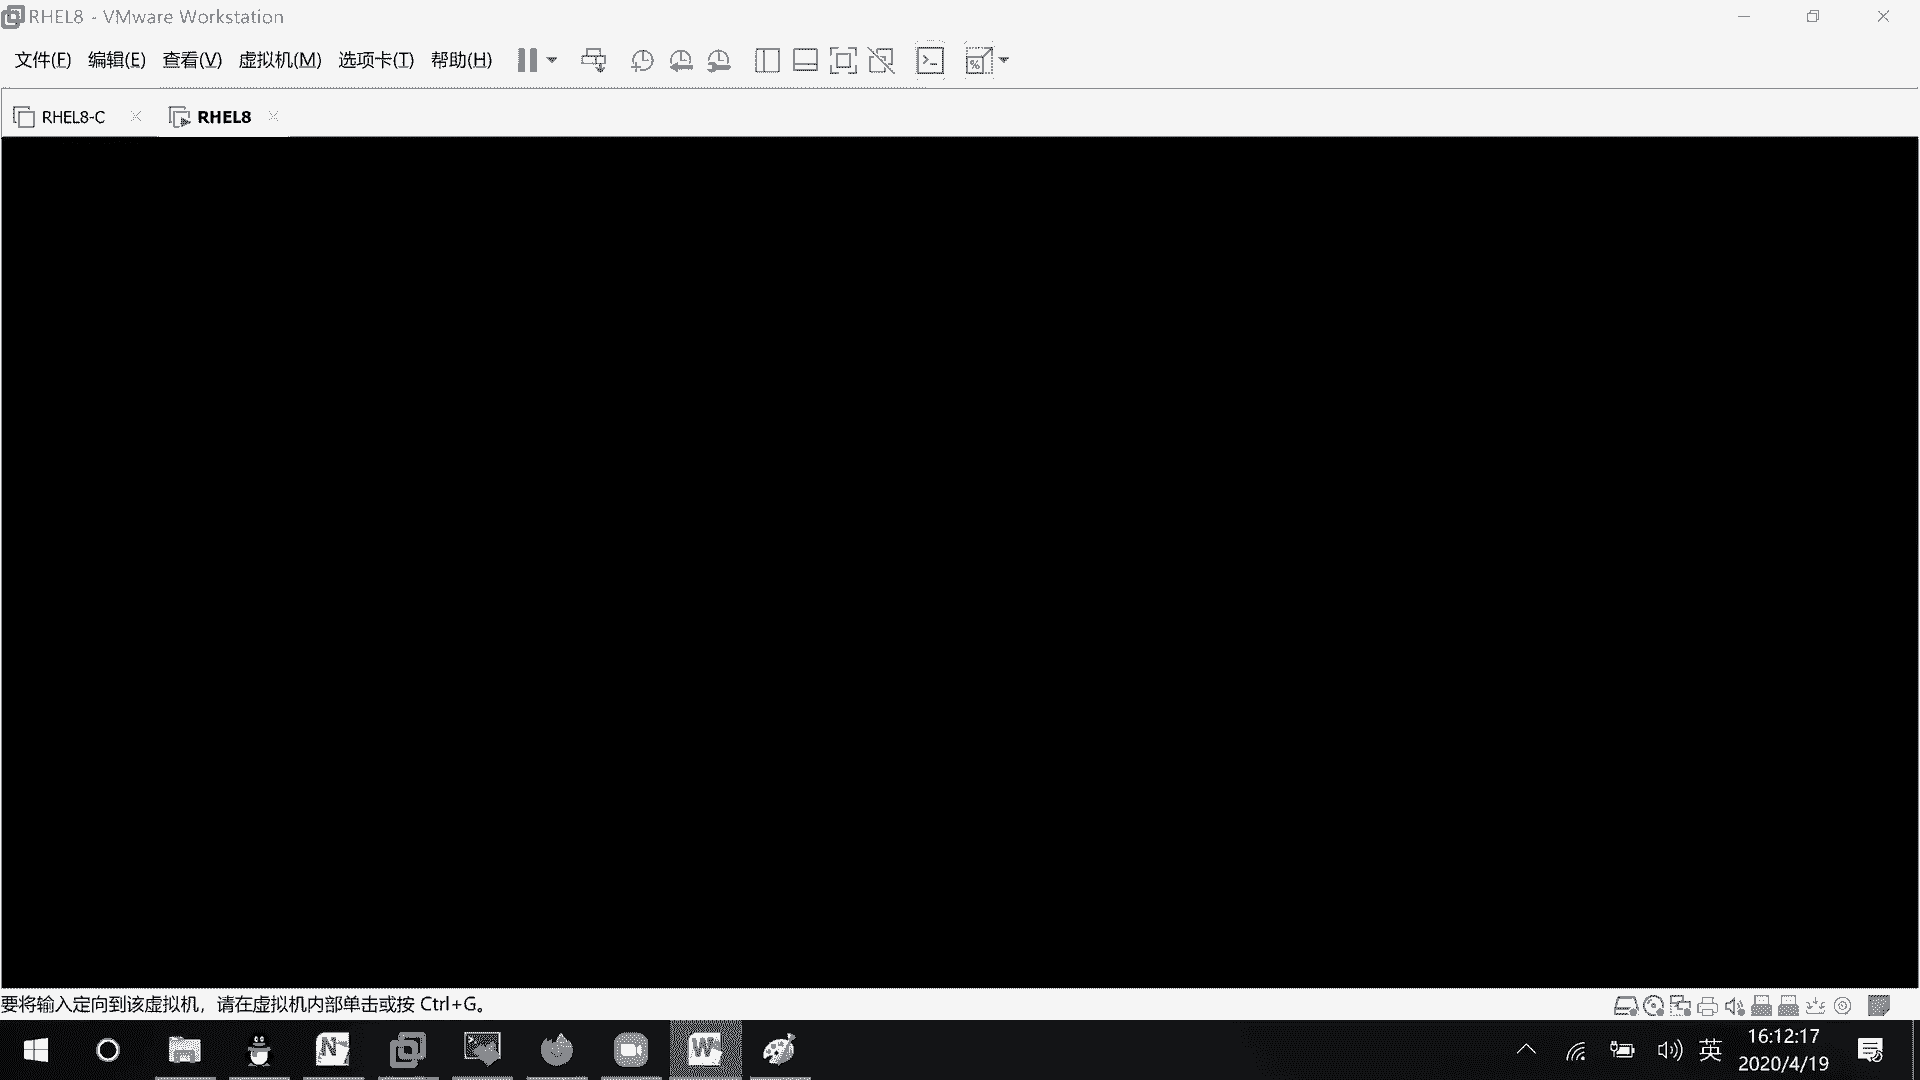 RHEL8 - VMware Workstation
文件(F) 编辑(E) 查看(V) 虚拟机(M) 选项卡(T) 帮助(H)
RHEL8-C RHEL8
要将输入定向到该虚拟机，请在虚拟机内部单击或按 Ctrl+G。
英 16:12:17
2020/4/19